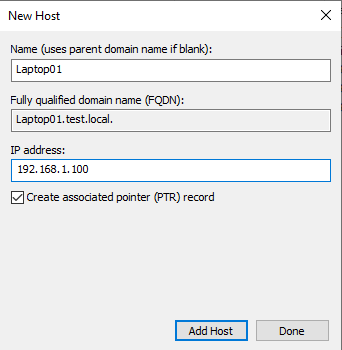 New Host
Name (uses parent domain name if blank):
Laptop01
Fully qualified domain name (FQDN):
Laptop01.test.local.
IP address:
192.168.1.100
Create associated pointer (PTR) record
Add Host Done